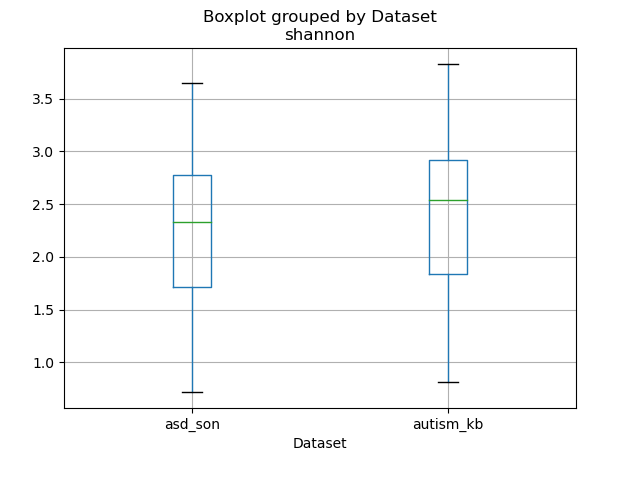 Boxplot grouped by Dataset
shannon
3.5
3.0
2.5
2.0
1.5
1.0
asd_son autism_kb
Dataset